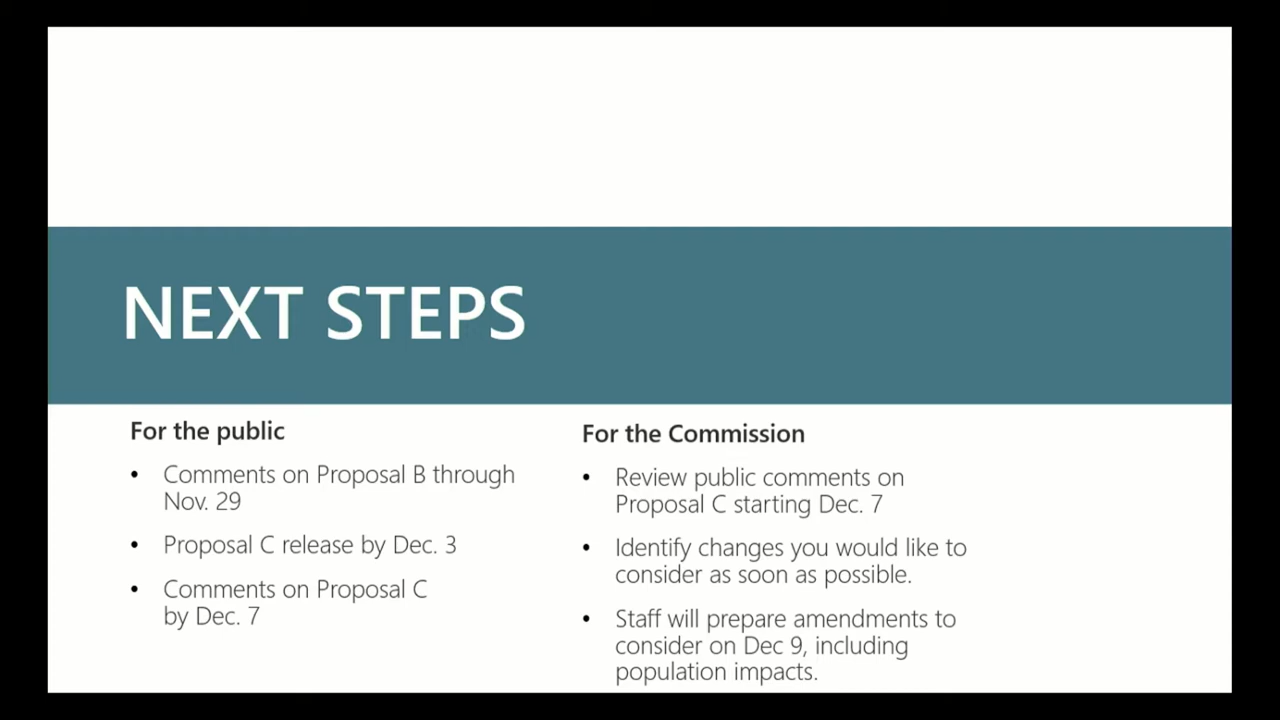 NEXT STEPS
For the public
• Comments on Proposal B through
Nov. 29
• Proposal C release by Dec. 3
• Comments on Proposal C
by Dec. 7
For the Commission
• Review public comments on
Proposal C starting Dec. 7
• Identify changes you would like to
consider as soon as possible.
• Staff will prepare amendments to
consider on Dec 9, including
population impacts.